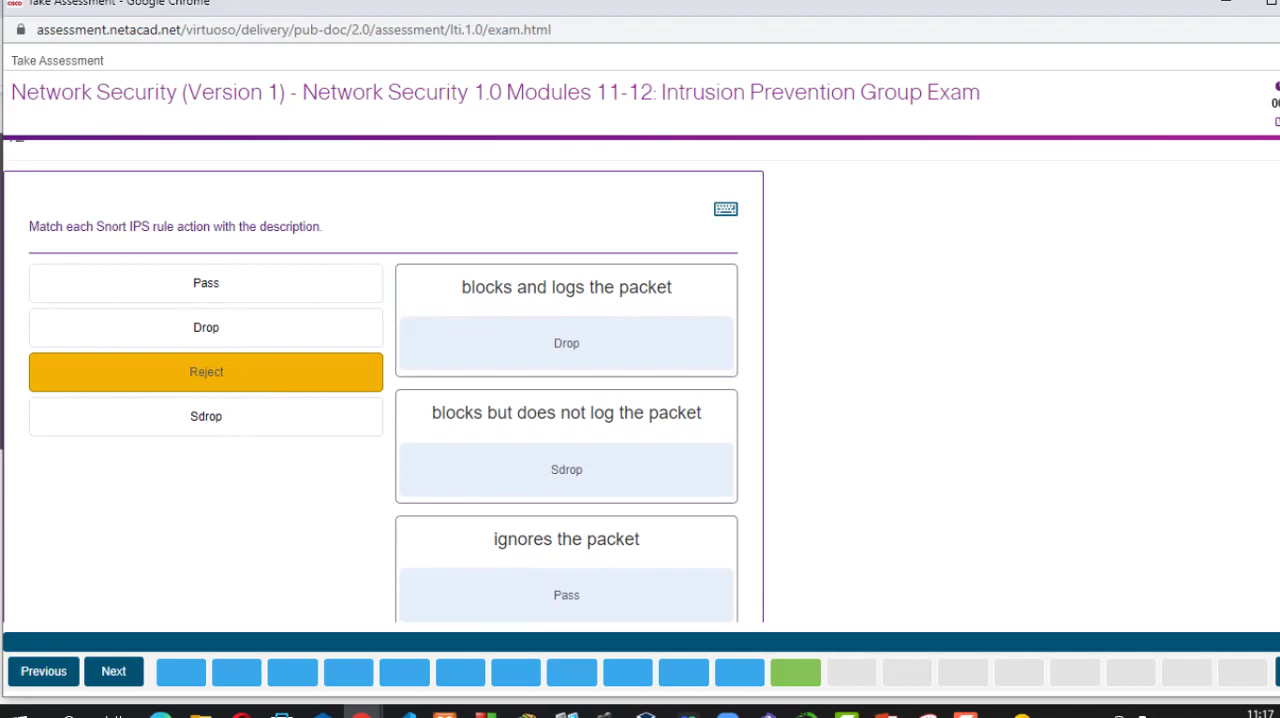 Take Assessment - Google Chrome
assessment.netacad.net/virtuoso/delivery/pub-doc/2.0/assessment/lti.1.0/exam.html
Take Assessment
Network Security (Version 1) - Network Security 1.0 Modules 11-12: Intrusion Prevention Group Exam
Match each Snort IPS rule action with the description.
Pass
Drop
Reject
Sdrop
blocks and logs the packet
Drop
blocks but does not log the packet
Sdrop
ignores the packet
Pass
Previous
Next
11:17